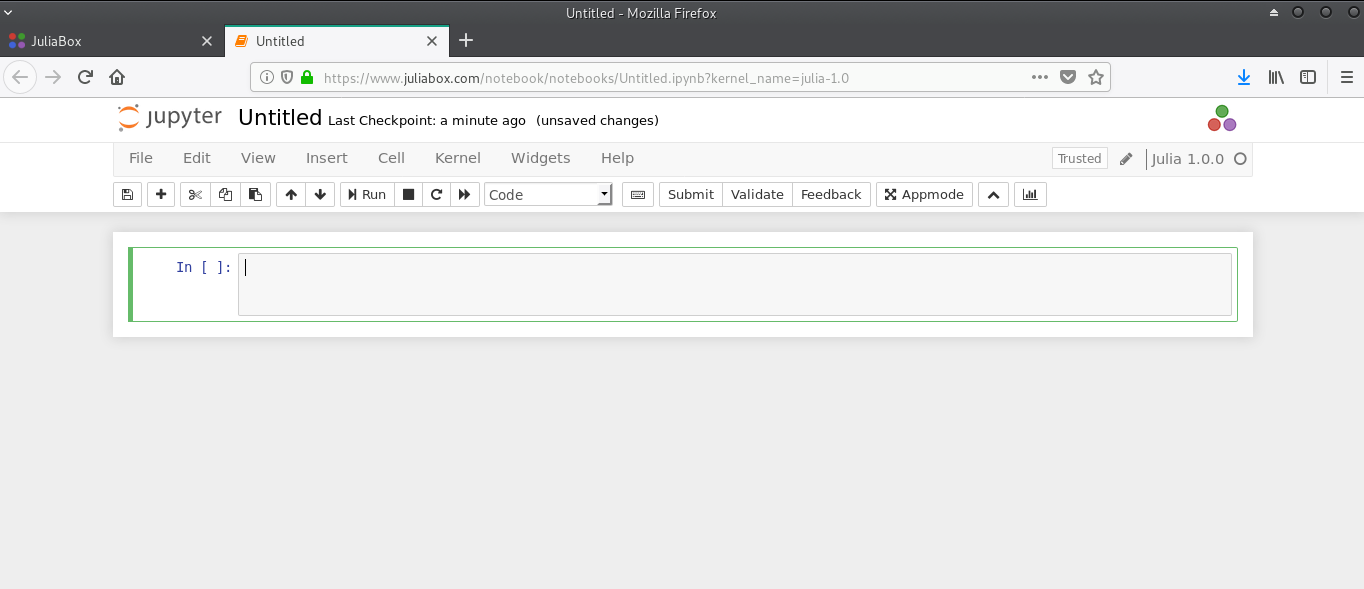 Untitled - Mozilla Firefox
JuliaBox Untitled
https://www.juliabox.com/notebook/notebooks/Untitled.ipynb?kernel_name=julia-1.0
jupyter Untitled Last Checkpoint: a minute ago (unsaved changes)
File Edit View Insert Cell Kernel Widgets Help Trusted Julia 1.0.0
Run Code Submit Validate Feedback Appmode
In [ ]: